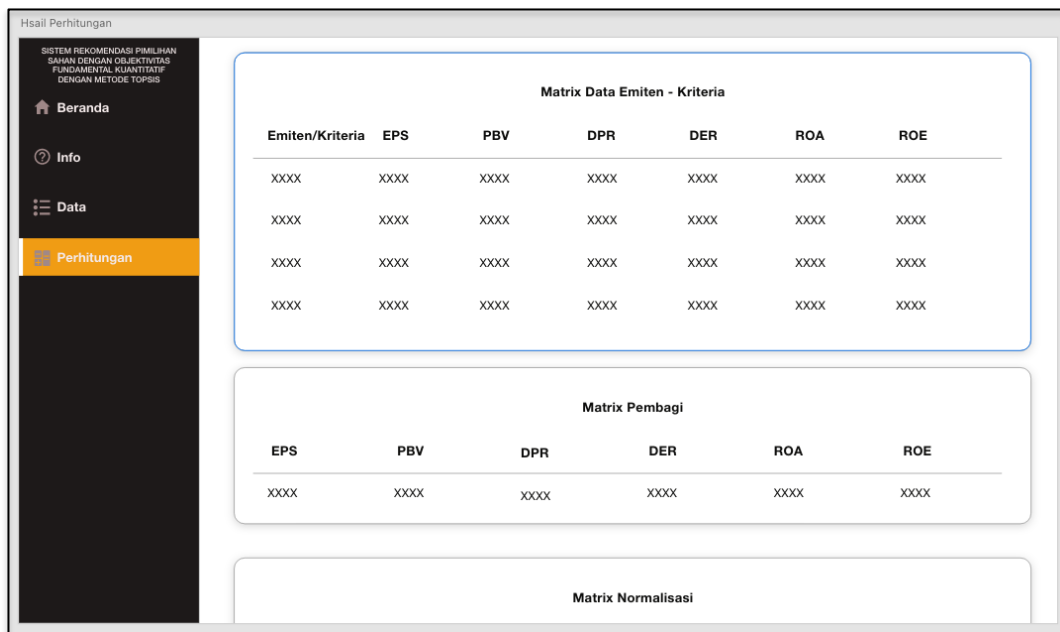 Hsail Perhitungan
SISTEM REKOMENDASI PIMILIHAN
SAHAN DENGAN OBJEKTIVITAS
FUNDAMENTAL KUANTITATIF
DENGAN METODE TOPSIS
Beranda
Info
Data
Perhitungan
Matrix Data Emiten - Kriteria
Emiten/Kriteria EPS PBV DPR DER ROA ROE
XXXX XXXX XXXX XXXX XXXX XXXX XXXX
XXXX XXXX XXXX XXXX XXXX XXXX XXXX
XXXX XXXX XXXX XXXX XXXX XXXX XXXX
XXXX XXXX XXXX XXXX XXXX XXXX XXXX
Matrix Pembagi
EPS PBV DPR DER ROA ROE
XXXX XXXX XXXX XXXX XXXX XXXX
Matrix Normalisasi